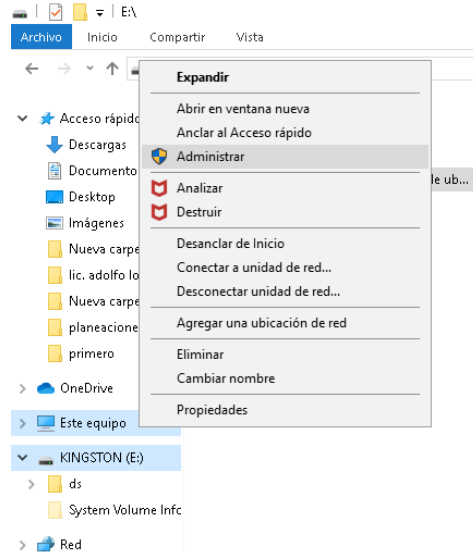 E:\
Archivo Inicio Compartir Vista
Expandir
Abrir en ventana nueva
Anclar al Acceso rápido
Administrar
Analizar
Destruir
Desanclar de Inicio
Conectar a unidad de red...
Desconectar unidad de red...
Agregar una ubicación de red
Eliminar
Cambiar nombre
Propiedades
Acceso rápido
Descargas
Documento
Desktop
Imágenes
Nueva carpe
lic. adolfo lo
Nueva carpe
planeacione
primero
OneDrive
Este equipo
KINGSTON (E:)
ds
System Volume Info
Red
le ub...